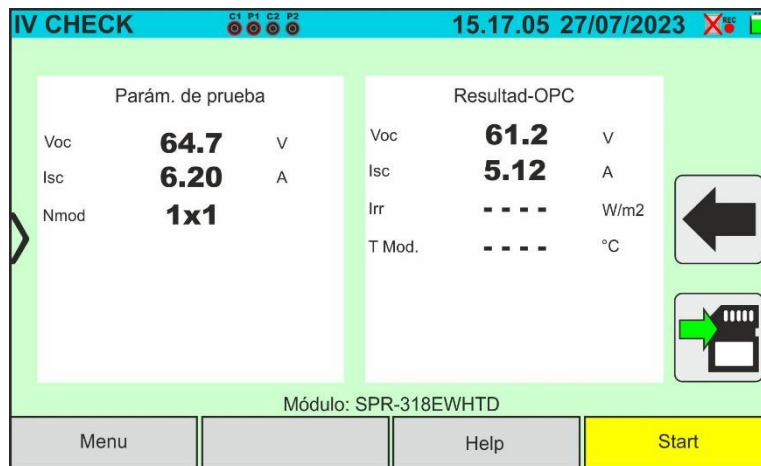 IV CHECK C1 P1 C2 P2 15.17.05 27/07/2023 REC
Parám. de prueba
Voc 64.7 V
Isc 6.20 A
Nmod 1x1
Resultad-OPC
Voc 61.2 V
Isc 5.12 A
Irr - - - - W/m2
T Mod. - - - - °C
Módulo: SPR-318EWHTD
Menu
Help
Start